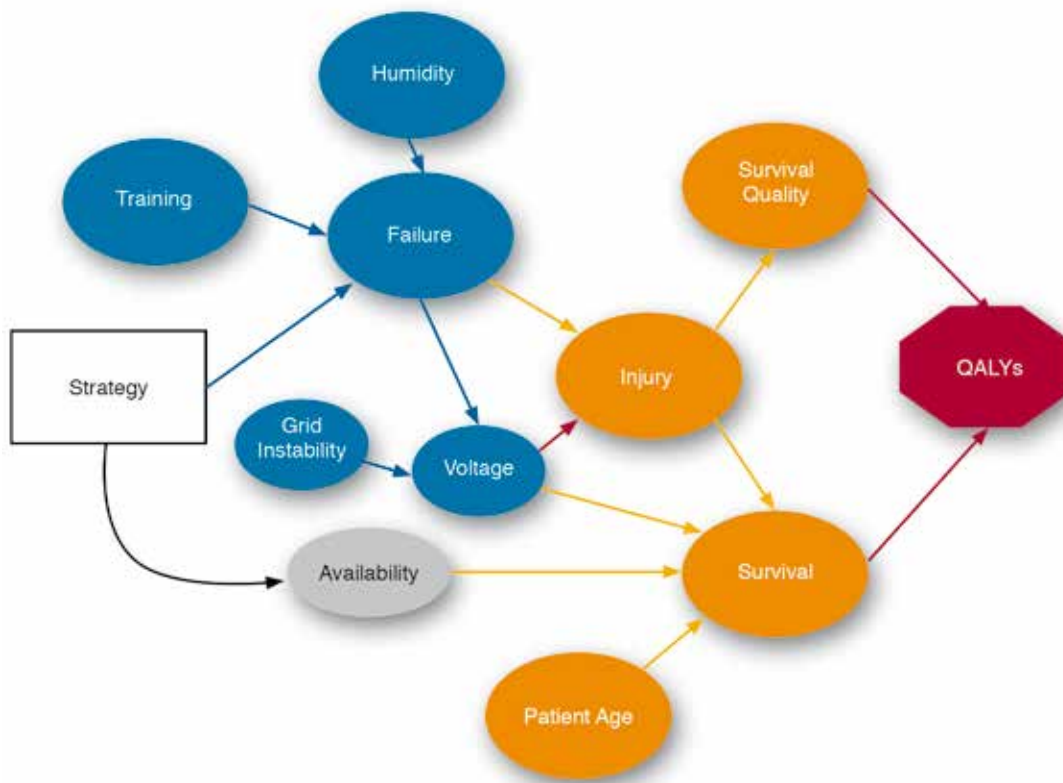 Humidity
Training
Failure
Survival
Quality
Strategy
Injury
QALYs
Grid
Instability
Voltage
Availability
Survival
Patient Age